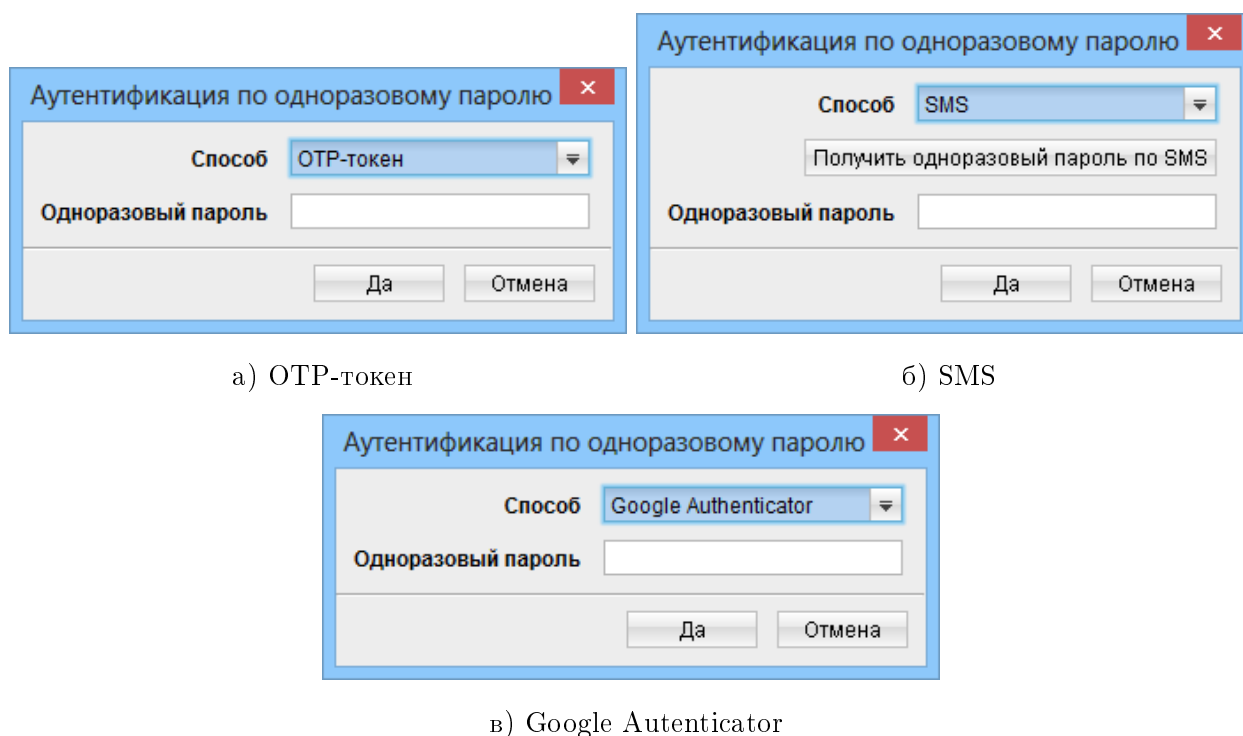 Аутентификация по одноразовому паролю
Способ OTP-токен
Одноразовый пароль
Да Отмена
а) OTP-токен
Аутентификация по одноразовому паролю
Способ SMS
Получить одноразовый пароль по SMS
Одноразовый пароль
Да Отмена
б) SMS
Аутентификация по одноразовому паролю
Способ Google Authenticator
Одноразовый пароль
Да Отмена
в) Google Autenticator